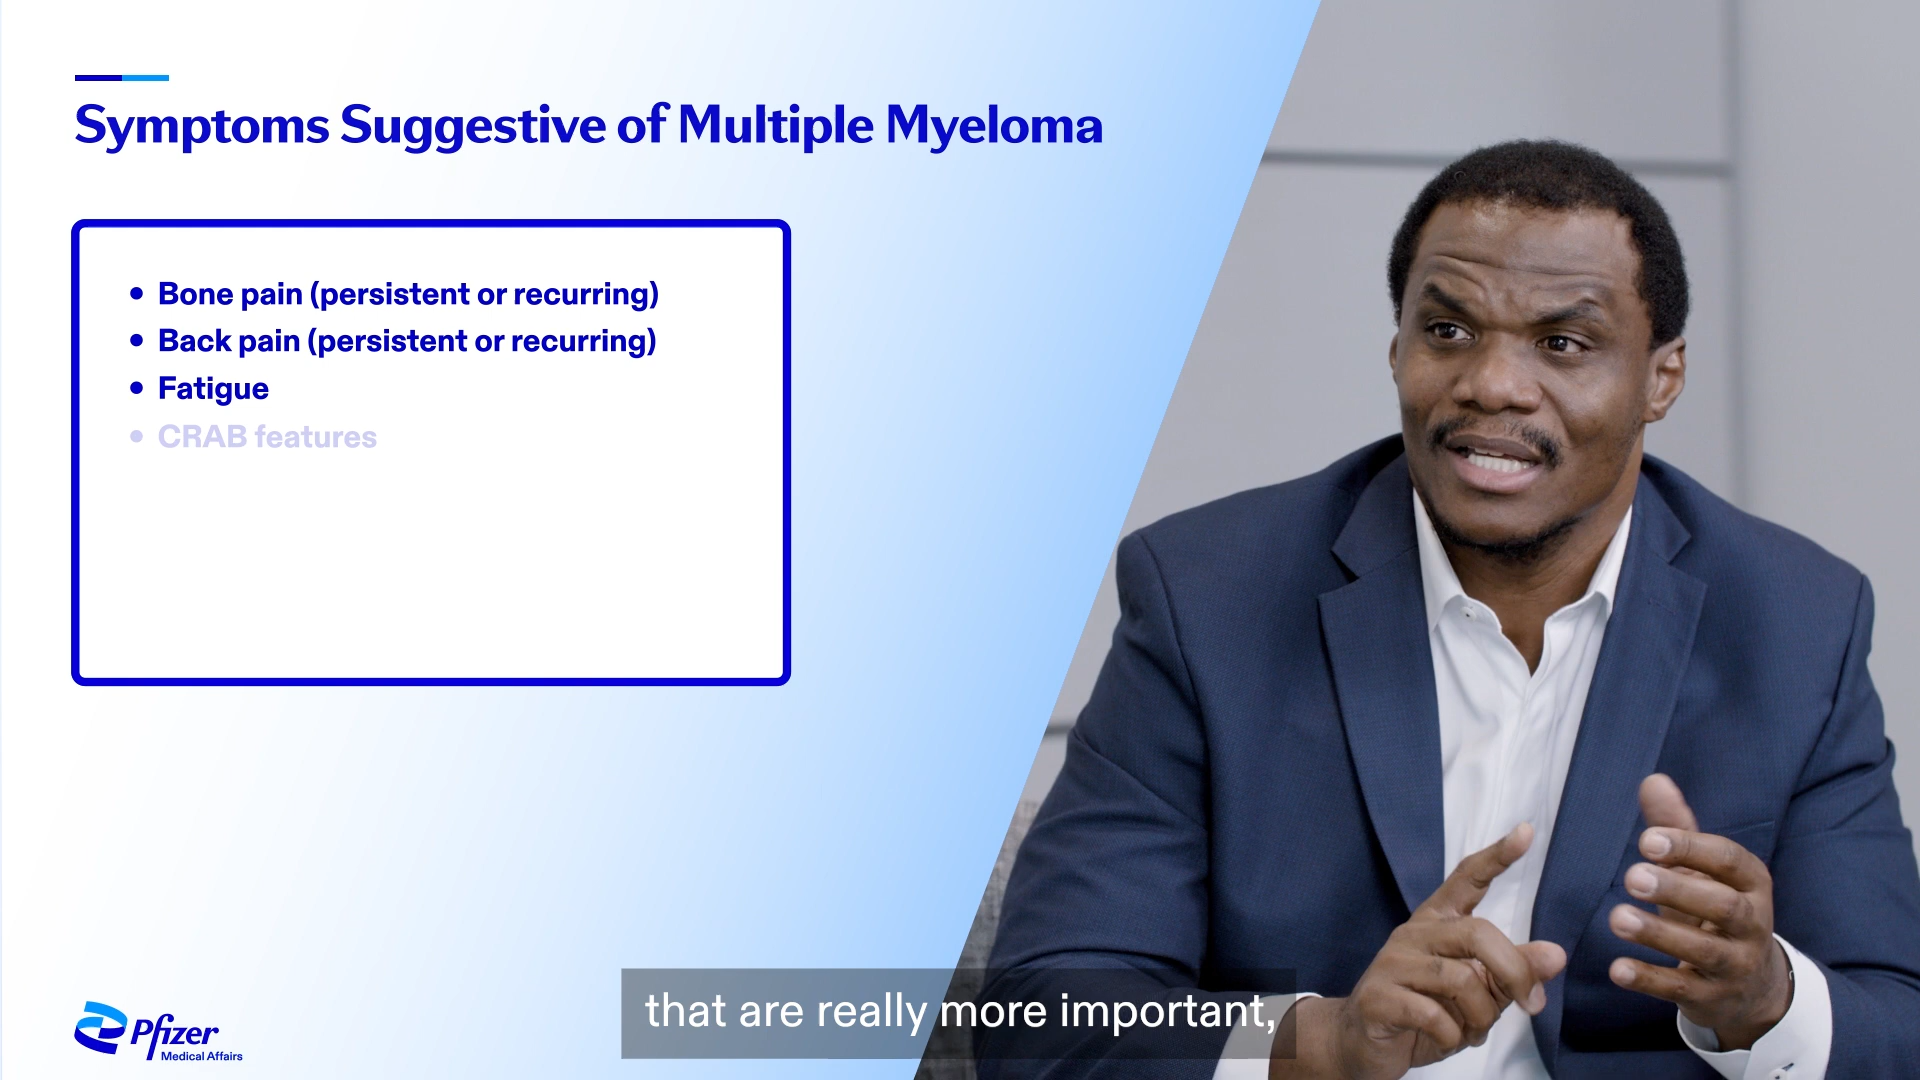 Symptoms Suggestive of Multiple Myeloma
• Bone pain (persistent or recurring)
• Back pain (persistent or recurring)
• Fatigue
• CRAB features
that are really more important,
Pfizer
Medical Affairs